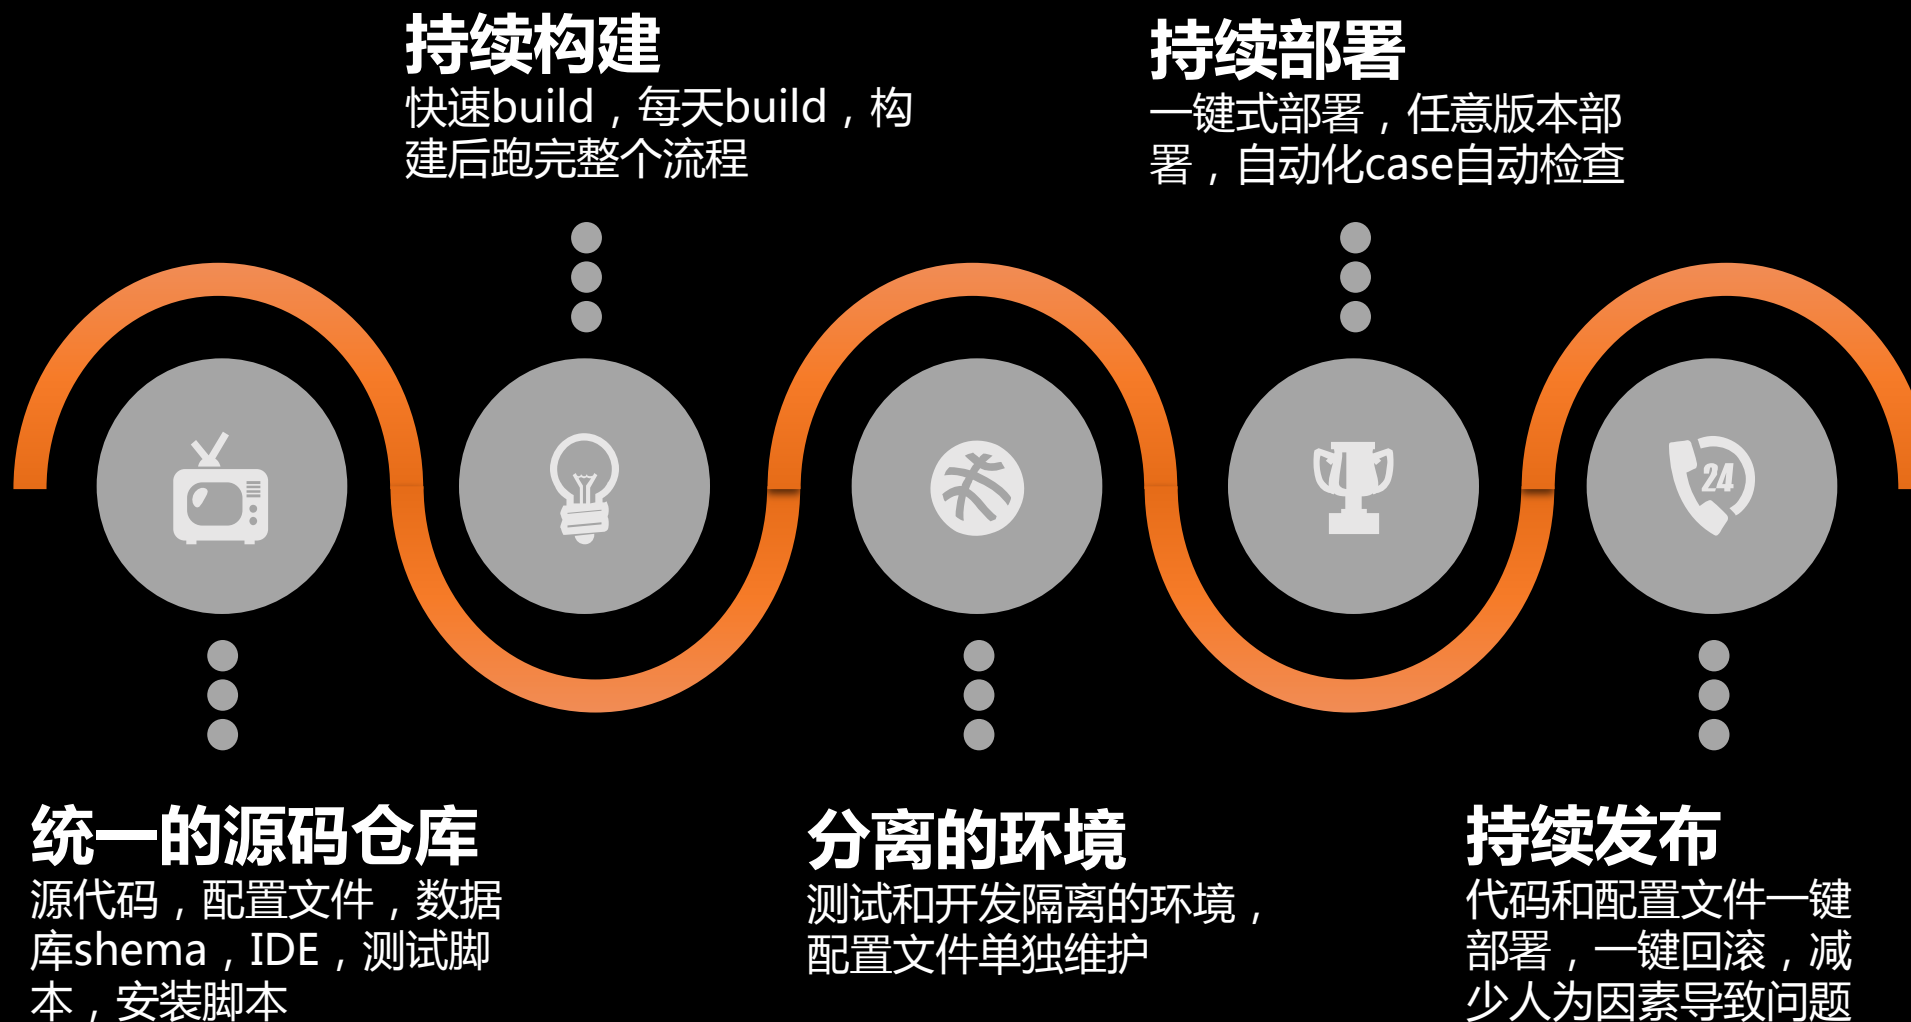 持续构建
快速build，每天build，构
建后跑完整个流程
持续部署
一键式部署，任意版本部
署，自动化case自动检查
24
统一的源码仓库
源代码，配置文件，数据
库shema，IDE，测试脚
本，安装脚本
分离的环境
测试和开发隔离的环境，
配置文件单独维护
持续发布
代码和配置文件一键
部署，一键回滚，减
少人为因素导致问题